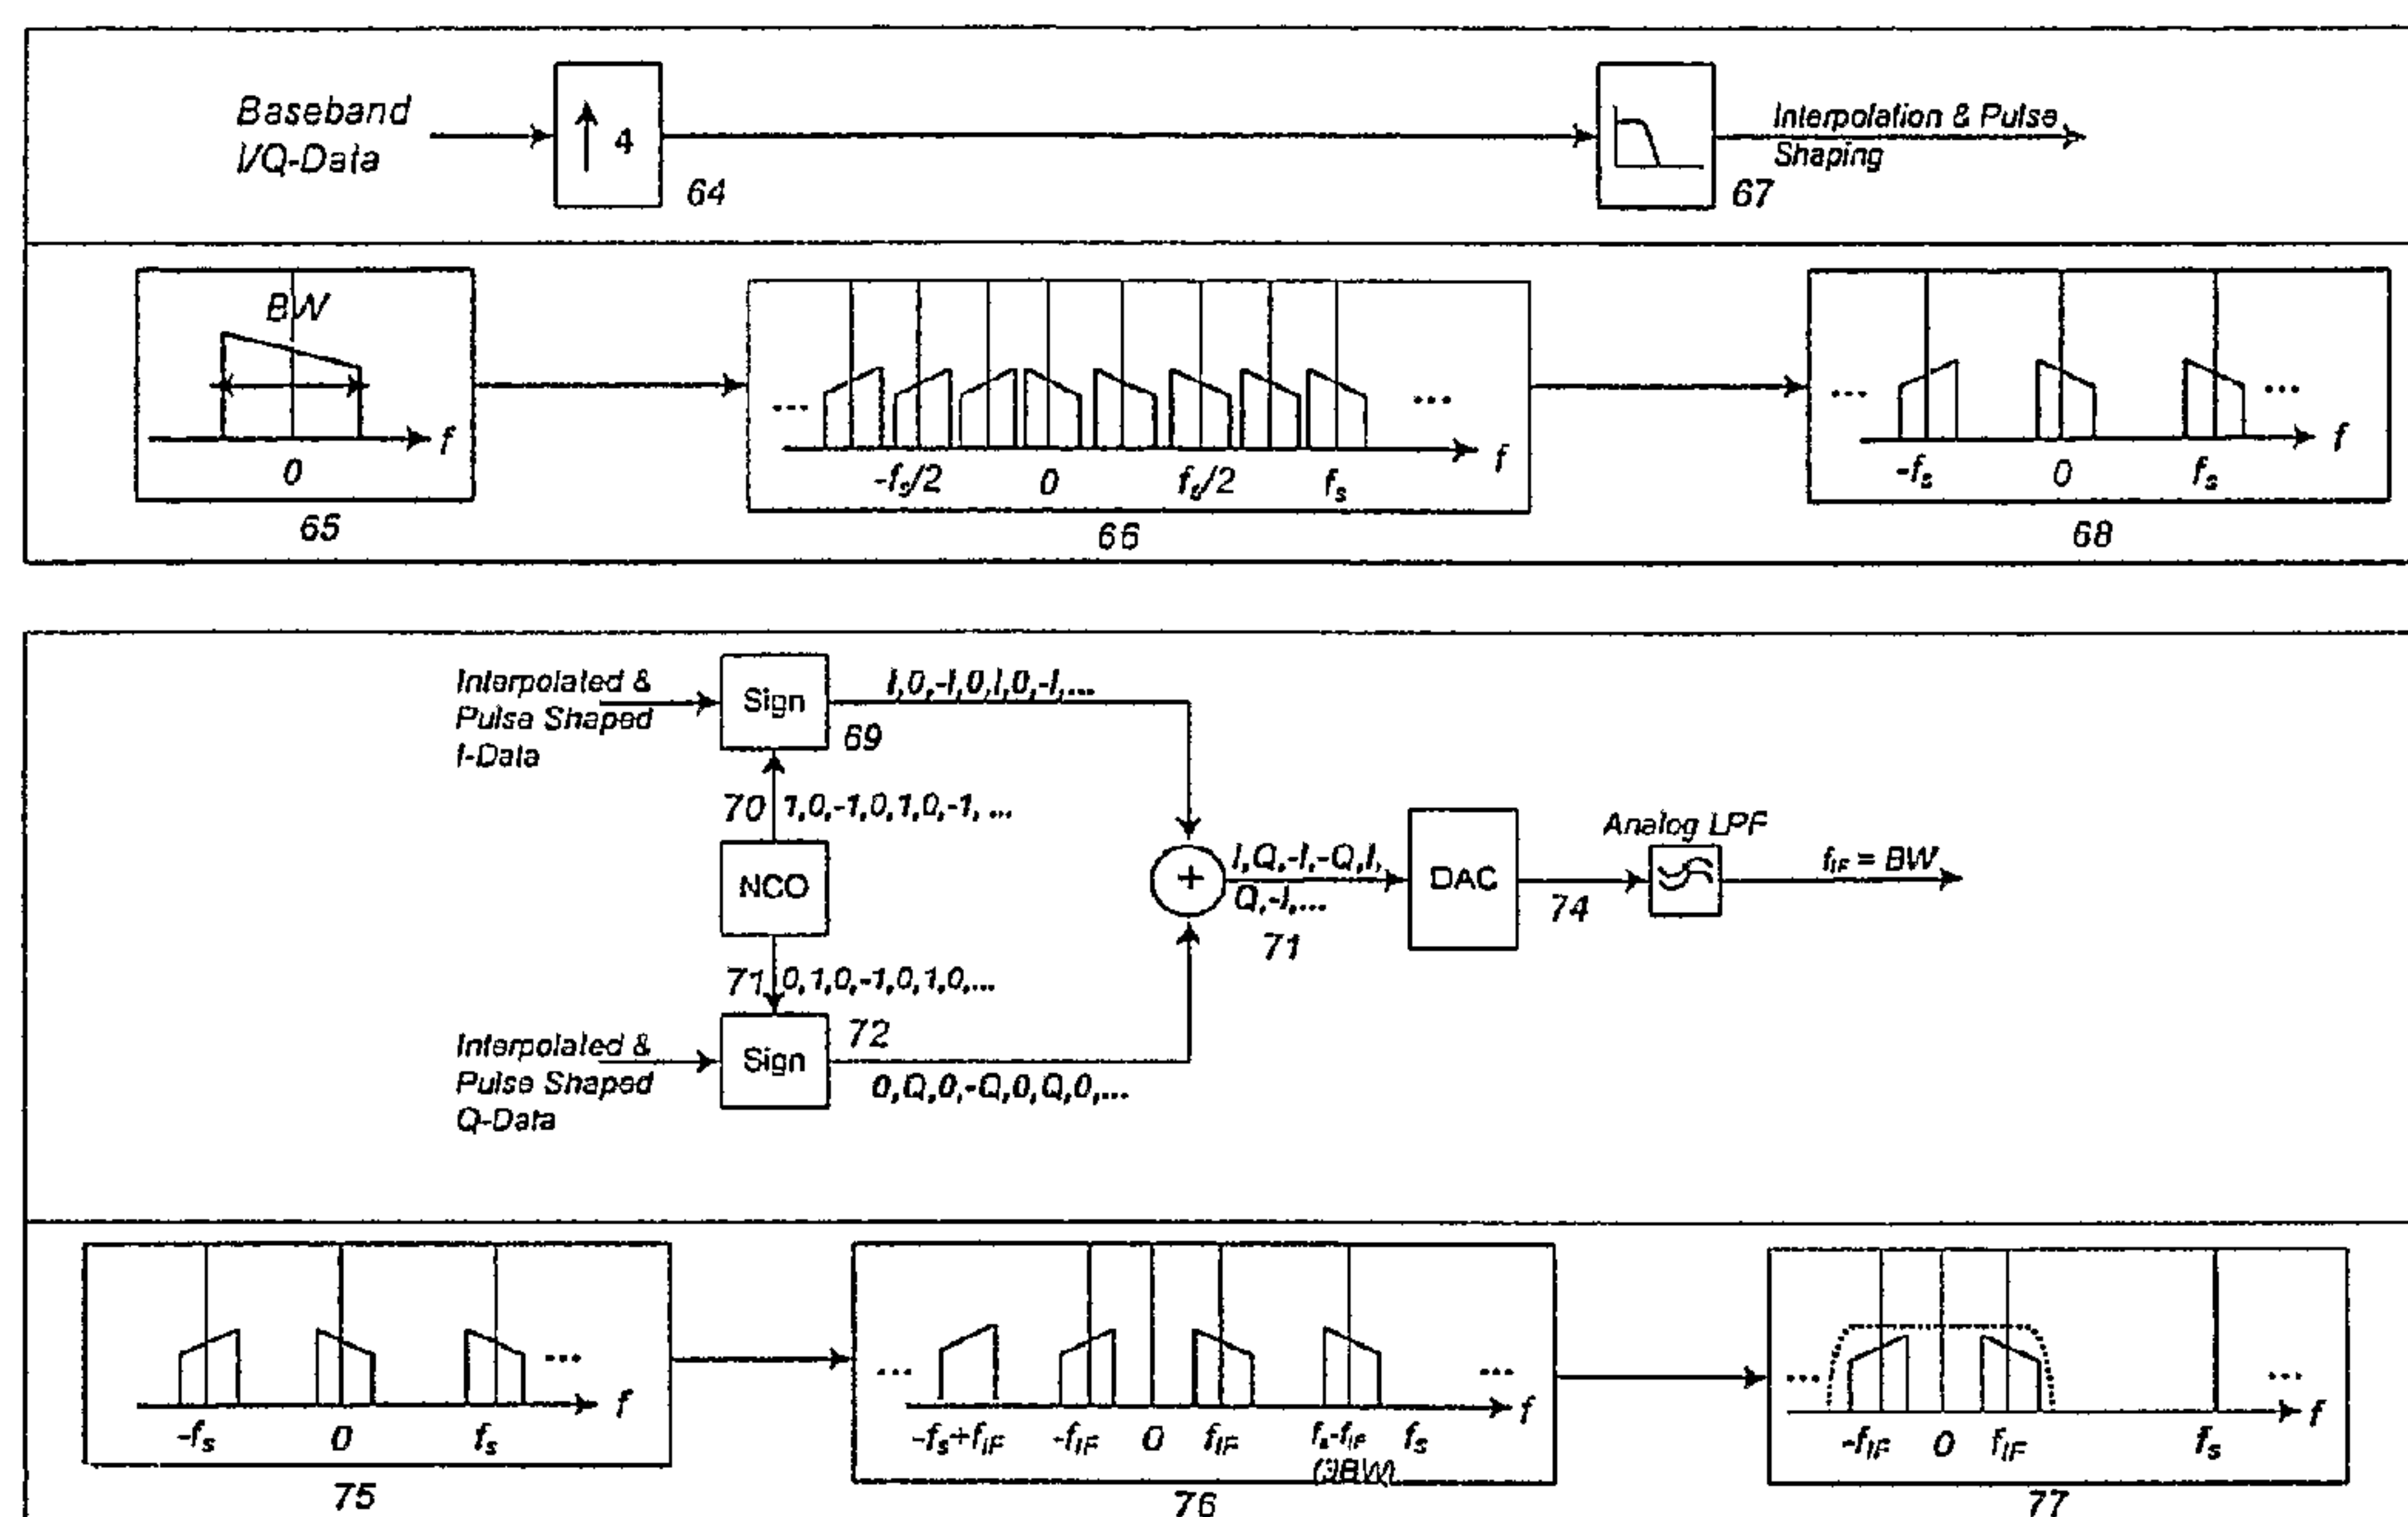 Baseband
I/Q-Data
4
64
Interpolation & Pulse
Shaping
67
BW
f
0
65
...
-fs/2
0
fs/2
fs
...
f
66
...
-fs
0
fs
...
f
68
Interpolated &
Pulse Shaped
I-Data
Sign
69
I,0,-I,0,I,0,-I,...
70
1,0,-1,0,1,0,-1, ...
NCO
71
0,1,0,-1,0,1,0,...
Interpolated &
Pulse Shaped
Q-Data
Sign
72
0,Q,0,-Q,0,Q,0,...
+
I,Q,-I,-Q,I,
Q,-I,...
71
DAC
74
Analog LPF
fIF = BW
-fs
0
fs
...
f
75
...
-fs+fIF
-fIF
0
fIF
fs-fIF
(3BW)
fs
...
f
76
...
-fIF
0
fIF
fs
...
f
77